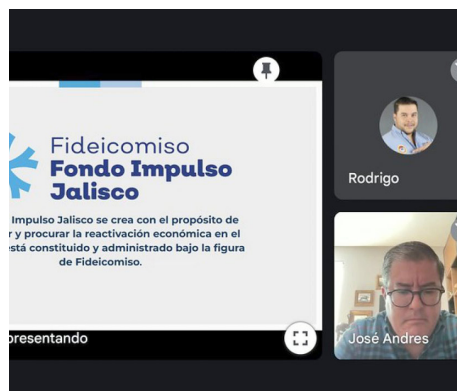 Fideicomiso
Fondo Impulso
Jalisco
Impulso Jalisco se crea con el propósito de
r y procurar la reactivación económica en el
stá constituido y administrado bajo la figura
de Fideicomiso.
presentando
Rodrigo
José Andres